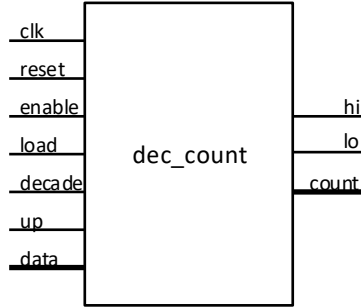 clk
reset
enable
load
decade
up
data
dec_count
hi
lo
count